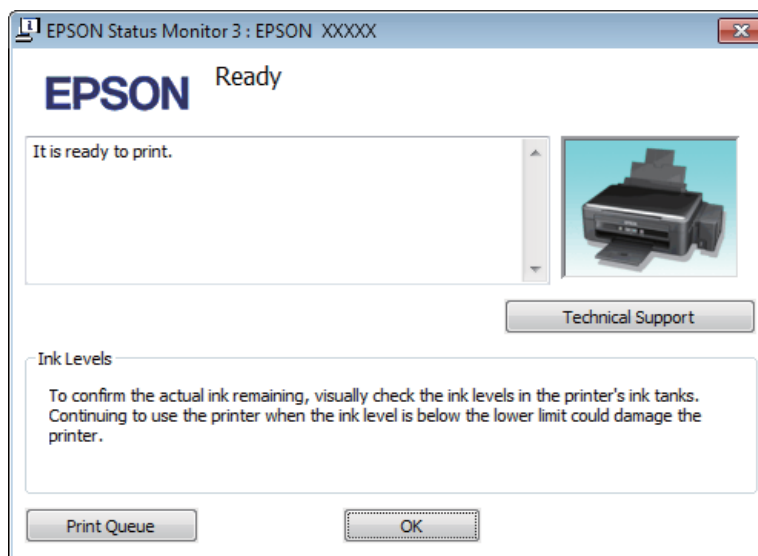 EPSON Status Monitor 3 : EPSON XXXXX
EPSON
Ready
It is ready to print.
Technical Support
Ink Levels
To confirm the actual ink remaining, visually check the ink levels in the printer's ink tanks.
Continuing to use the printer when the ink level is below the lower limit could damage the
printer.
Print Queue
OK